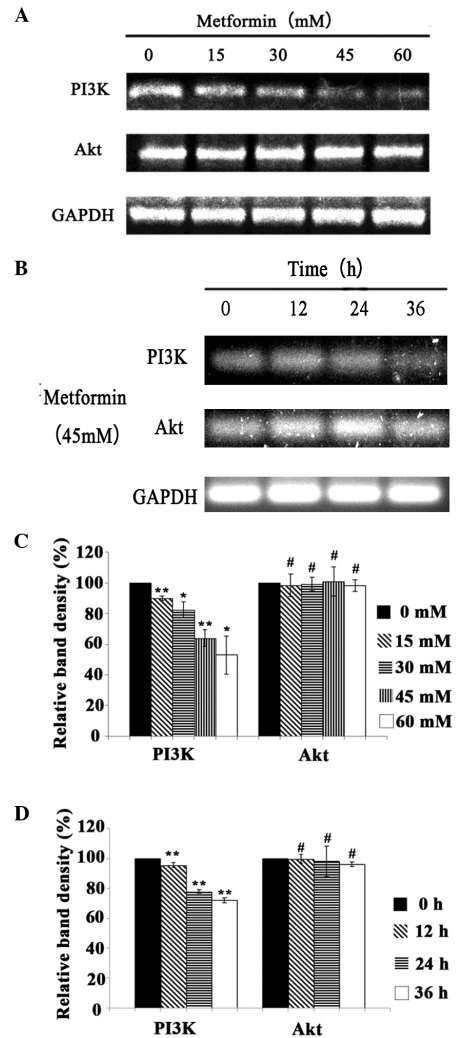 A
Metformin (mM)
0 15 30 45 60
PI3K
Akt
GAPDH
B
Time (h)
0 12 24 36
PI3K
Metformin
(45mM)
Akt
GAPDH
C
Relative band density (%)
120
100
80
60
40
20
0
** * ** *
# # # #
PI3K Akt
0 mM
15 mM
30 mM
45 mM
60 mM
D
Relative band density (%)
120
100
80
60
40
20
0
** ** **
# # #
PI3K Akt
0 h
12 h
24 h
36 h